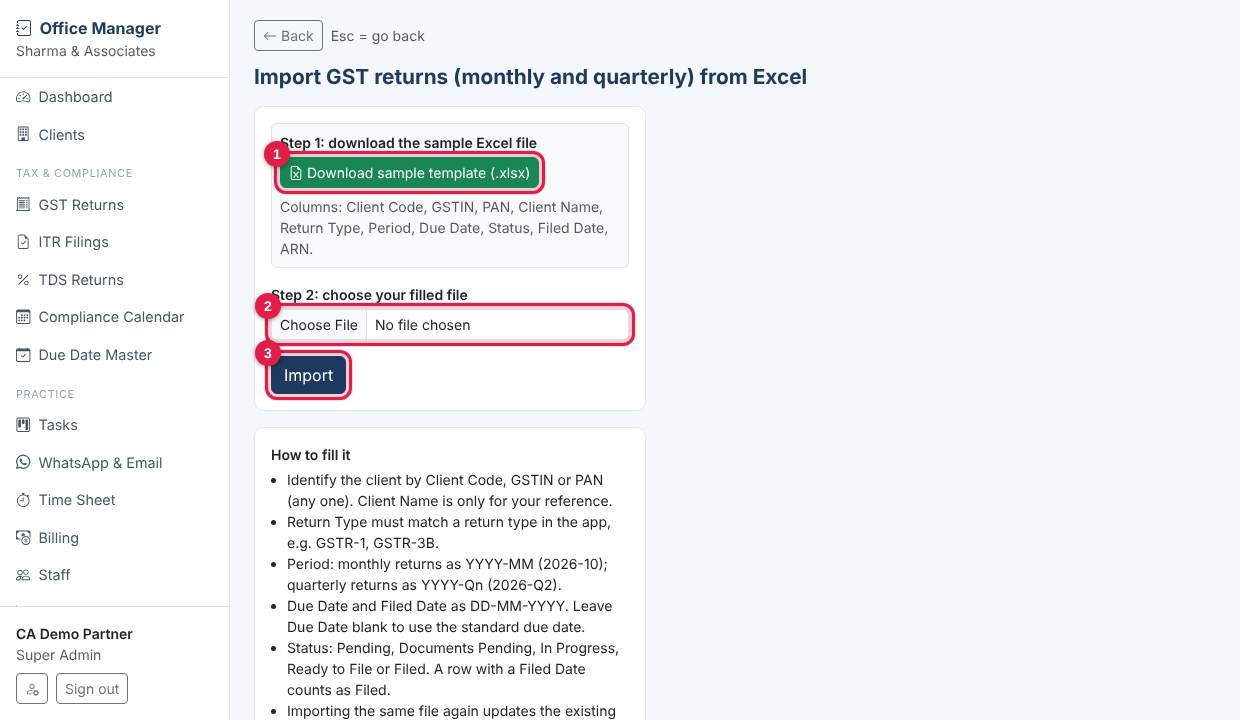 Office Manager
Sharma & Associates
Dashboard
Clients
TAX & COMPLIANCE
GST Returns
ITR Filings
TDS Returns
Compliance Calendar
Due Date Master
PRACTICE
Tasks
WhatsApp & Email
Time Sheet
Billing
Staff
CA Demo Partner
Super Admin
Sign out
← Back Esc = go back
Import GST returns (monthly and quarterly) from Excel
Step 1: download the sample Excel file
1
Download sample template (.xlsx)
Columns: Client Code, GSTIN, PAN, Client Name,
Return Type, Period, Due Date, Status, Filed Date,
ARN.
Step 2: choose your filled file
2
Choose File No file chosen
3
Import
How to fill it
• Identify the client by Client Code, GSTIN or PAN
(any one). Client Name is only for your reference.
• Return Type must match a return type in the app,
e.g. GSTR-1, GSTR-3B.
• Period: monthly returns as YYYY-MM (2026-10);
quarterly returns as YYYY-Qn (2026-Q2).
• Due Date and Filed Date as DD-MM-YYYY. Leave
Due Date blank to use the standard due date.
• Status: Pending, Documents Pending, In Progress,
Ready to File or Filed. A row with a Filed Date
counts as Filed.
• Importing the same file again updates the existing